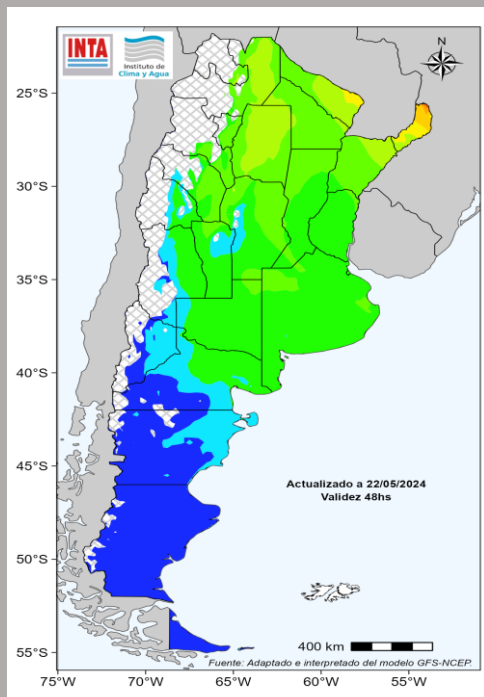 INTA
Instituto de
Clima y Agua
N
25°S
30°S
35°S
40°S
45°S
50°S
55°S
Actualizado a 22/05/2024
Validez 48hs
400 km
Fuente: Adaptado e interpretado del modelo GFS-NCEP.
75°W
70°W
65°W
60°W
55°W